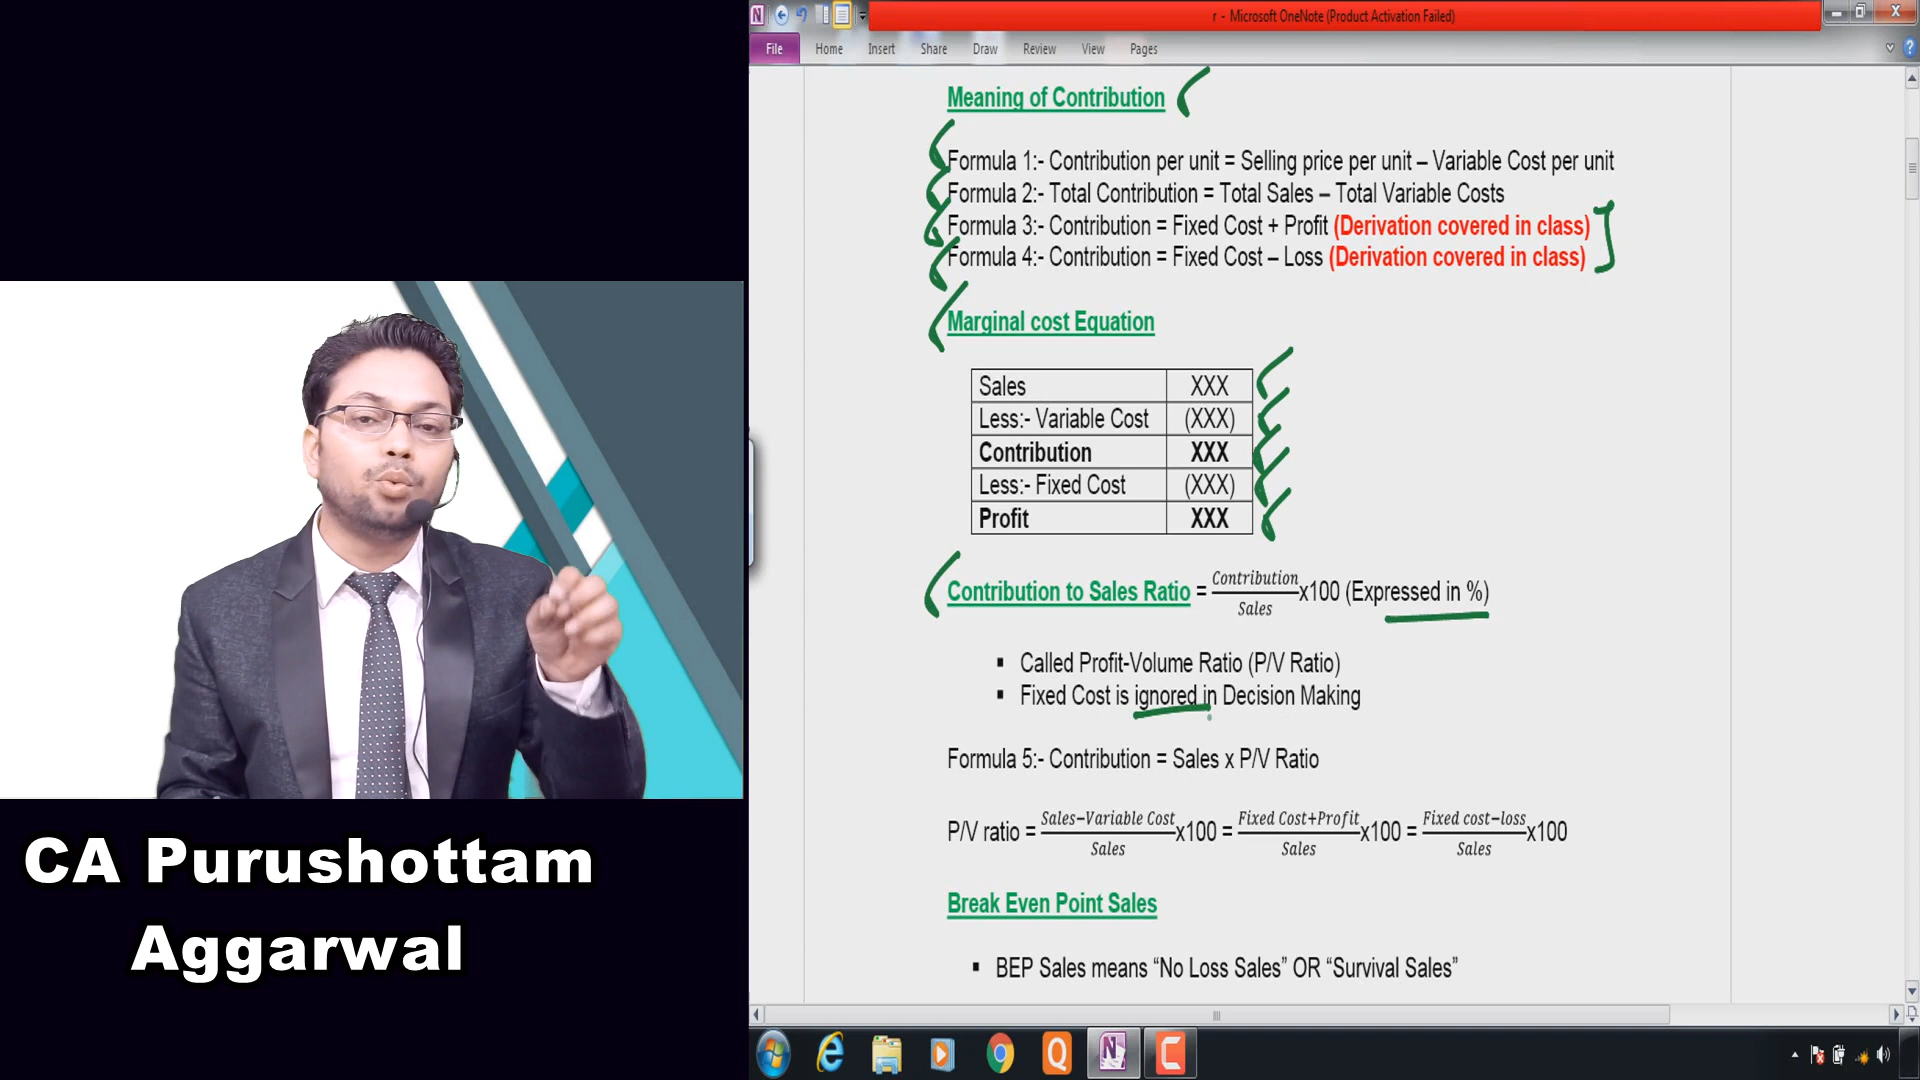 r - Microsoft OneNote (Product Activation Failed)
File Home Insert Share Draw Review View Pages
Meaning of Contribution
Formula 1:- Contribution per unit = Selling price per unit – Variable Cost per unit
Formula 2:- Total Contribution = Total Sales – Total Variable Costs
Formula 3:- Contribution = Fixed Cost + Profit (Derivation covered in class)
Formula 4:- Contribution = Fixed Cost – Loss (Derivation covered in class)
Marginal cost Equation
Sales XXX
Less:- Variable Cost (XXX)
Contribution XXX
Less:- Fixed Cost (XXX)
Profit XXX
Contribution to Sales Ratio = Contribution/Sales x100 (Expressed in %)
▪ Called Profit-Volume Ratio (P/V Ratio)
▪ Fixed Cost is ignored in Decision Making
Formula 5:- Contribution = Sales x P/V Ratio
P/V ratio = Sales−Variable Cost/Sales x100 = Fixed Cost+Profit/Sales x100 = Fixed cost−loss/Sales x100
Break Even Point Sales
▪ BEP Sales means “No Loss Sales” OR “Survival Sales”
CA Purushottam
Aggarwal